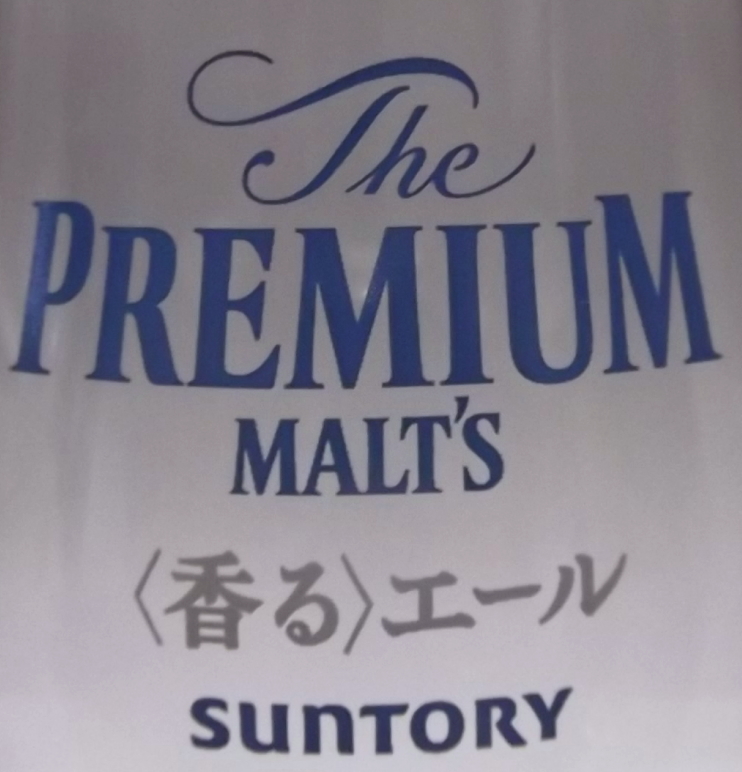 The
PREMIUM
MALT'S
〈香る〉エール
SUNTORY